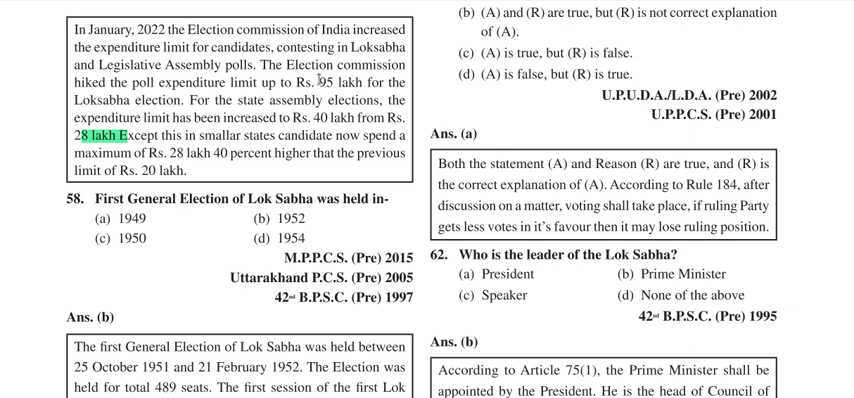 In January, 2022 the Election commission of India increased
the expenditure limit for candidates, contesting in Loksabha
and Legislative Assembly polls. The Election commission
hiked the poll expenditure limit up to Rs. 95 lakh for the
Loksabha election. For the state assembly elections, the
expenditure limit has been increased to Rs. 40 lakh from Rs.
28 lakh Except this in smallar states candidate now spend a
maximum of Rs. 28 lakh 40 percent higher that the previous
limit of Rs. 20 lakh.
58. First General Election of Lok Sabha was held in-
(a) 1949 (b) 1952
(c) 1950 (d) 1954
M.P.P.C.S. (Pre) 2015
Uttarakhand P.C.S. (Pre) 2005
42nd B.P.S.C. (Pre) 1997
Ans. (b)
The first General Election of Lok Sabha was held between
25 October 1951 and 21 February 1952. The Election was
held for total 489 seats. The first session of the first Lok
(b) (A) and (R) are true, but (R) is not correct explanation
of (A).
(c) (A) is true, but (R) is false.
(d) (A) is false, but (R) is true.
U.P.U.D.A./L.D.A. (Pre) 2002
U.P.P.C.S. (Pre) 2001
Ans. (a)
Both the statement (A) and Reason (R) are true, and (R) is
the correct explanation of (A). According to Rule 184, after
discussion on a matter, voting shall take place, if ruling Party
gets less votes in it's favour then it may lose ruling position.
62. Who is the leader of the Lok Sabha?
(a) President (b) Prime Minister
(c) Speaker (d) None of the above
42nd B.P.S.C. (Pre) 1995
Ans. (b)
According to Article 75(1), the Prime Minister shall be
appointed by the President. He is the head of Council of